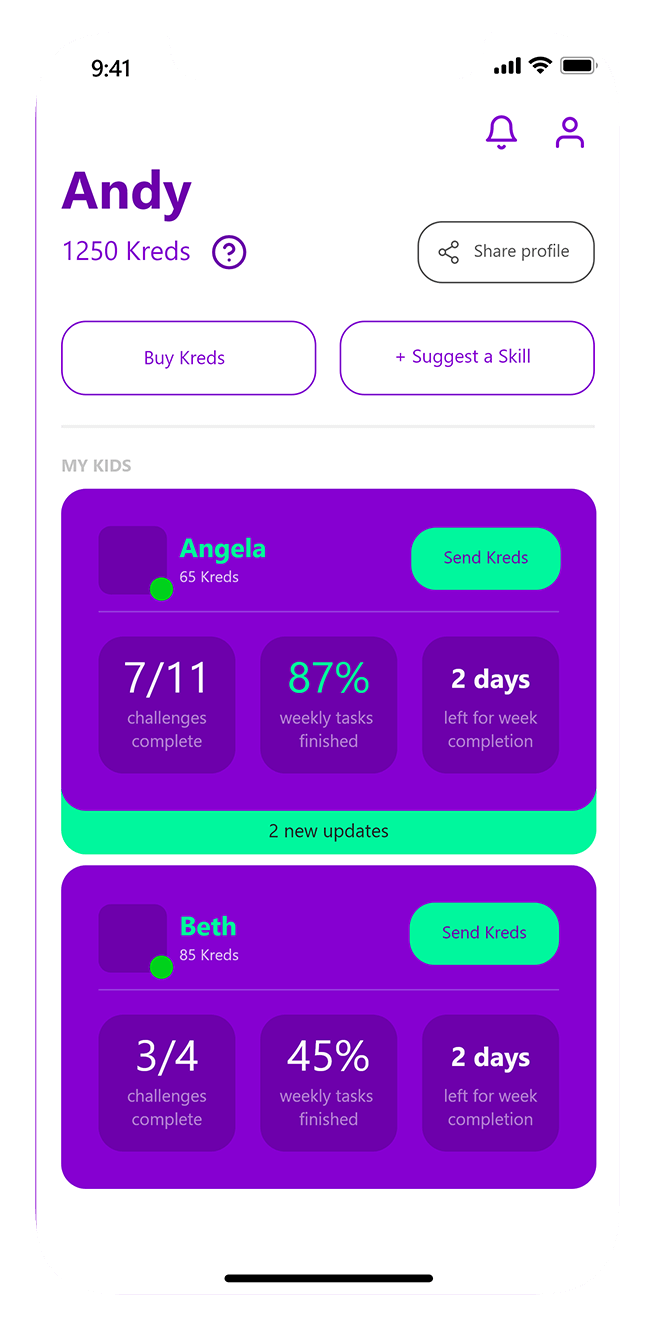 9:41
Andy
1250 Kreds
Share profile
Buy Kreds
+ Suggest a Skill
MY KIDS
Angela
65 Kreds
Send Kreds
7/11
challenges
complete
87%
weekly tasks
finished
2 days
left for week
completion
2 new updates
Beth
85 Kreds
Send Kreds
3/4
challenges
complete
45%
weekly tasks
finished
2 days
left for week
completion